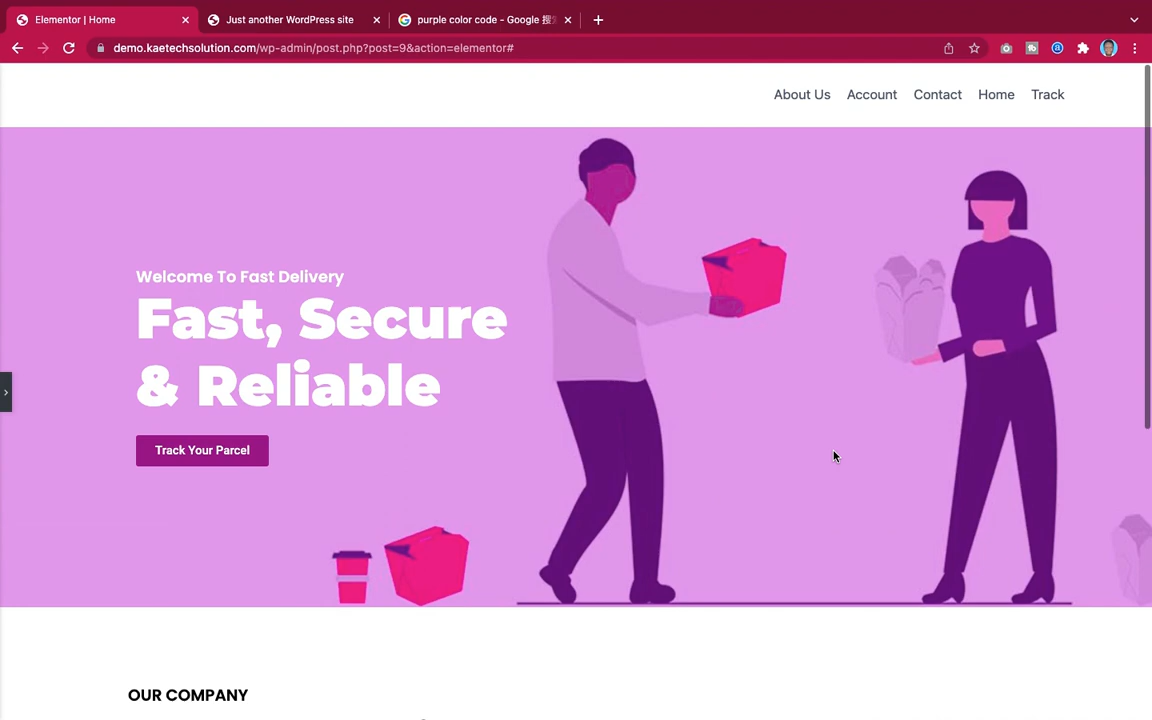 Elementor | Home
Just another WordPress site
purple color code - Google 搜
demo.kaetechsolution.com/wp-admin/post.php?post=9&action=elementor#
About Us Account Contact Home Track
Welcome To Fast Delivery
Fast, Secure
& Reliable
Track Your Parcel
OUR COMPANY